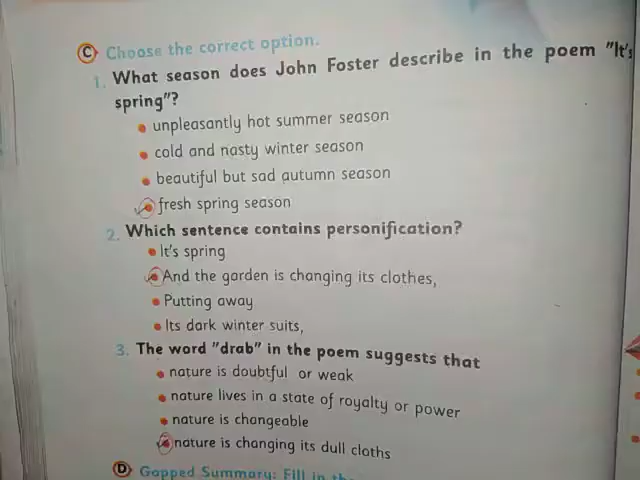 C Choose the correct option.
1. What season does John Foster describe in the poem "It's
spring"?
• unpleasantly hot summer season
• cold and nasty winter season
• beautiful but sad autumn season
• fresh spring season
2. Which sentence contains personification?
• It's spring
• And the garden is changing its clothes,
• Putting away
• Its dark winter suits,
3. The word "drab" in the poem suggests that
• nature is doubtful or weak
• nature lives in a state of royalty or power
• nature is changeable
• nature is changing its dull cloths
D Gapped Summary: Fill in the